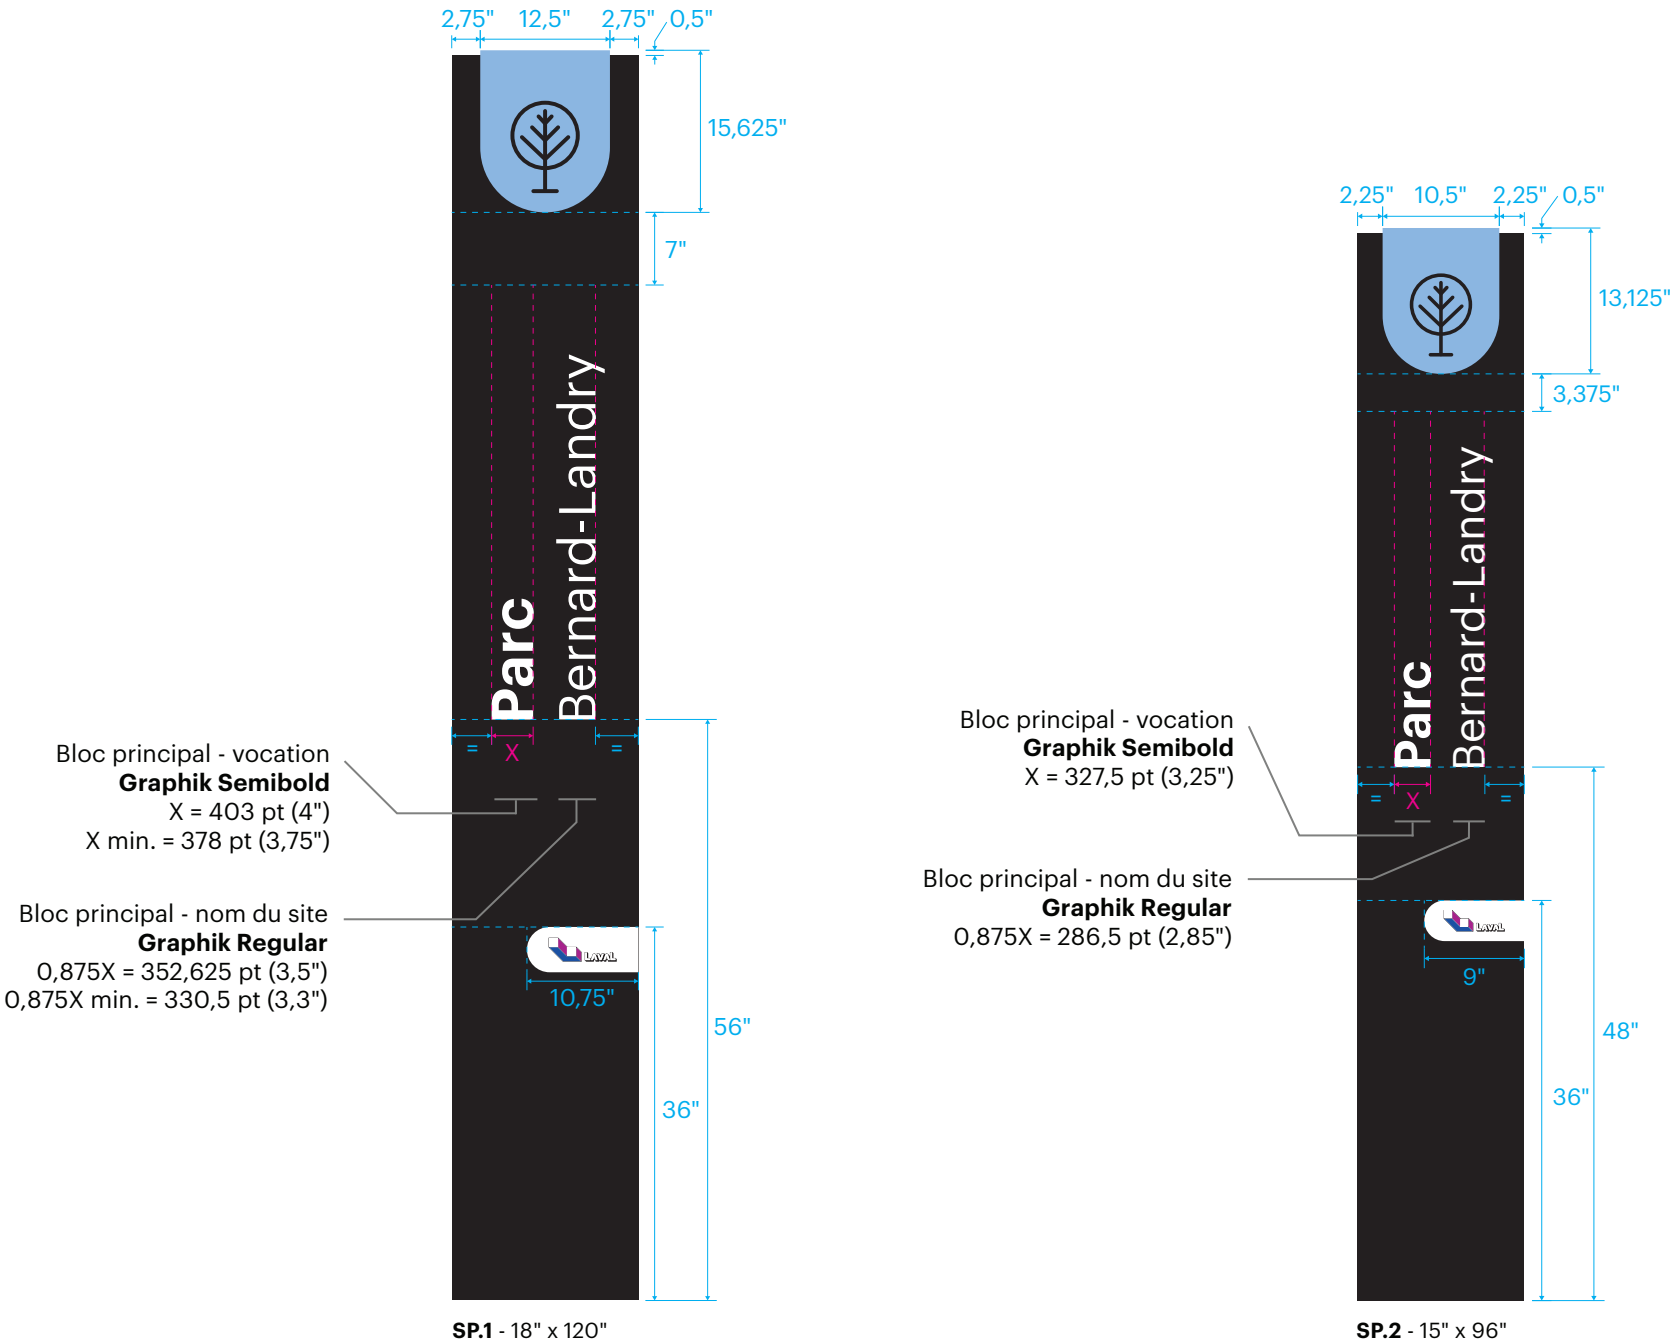 2,75" 12,5" 2,75" 0,5"
15,625"
7"
Parc
Bernard-Landry
= X =
Bloc principal - vocation
Graphik Semibold
X = 403 pt (4")
X min. = 378 pt (3,75")
Bloc principal - nom du site
Graphik Regular
0,875X = 352,625 pt (3,5")
0,875X min. = 330,5 pt (3,3")
LAVAL
10,75"
56"
36"
SP.1 - 18" x 120"
2,25" 10,5" 2,25" 0,5"
13,125"
3,375"
Parc
Bernard-Landry
= X =
Bloc principal - vocation
Graphik Semibold
X = 327,5 pt (3,25")
Bloc principal - nom du site
Graphik Regular
0,875X = 286,5 pt (2,85")
LAVAL
9"
48"
36"
SP.2 - 15" x 96"